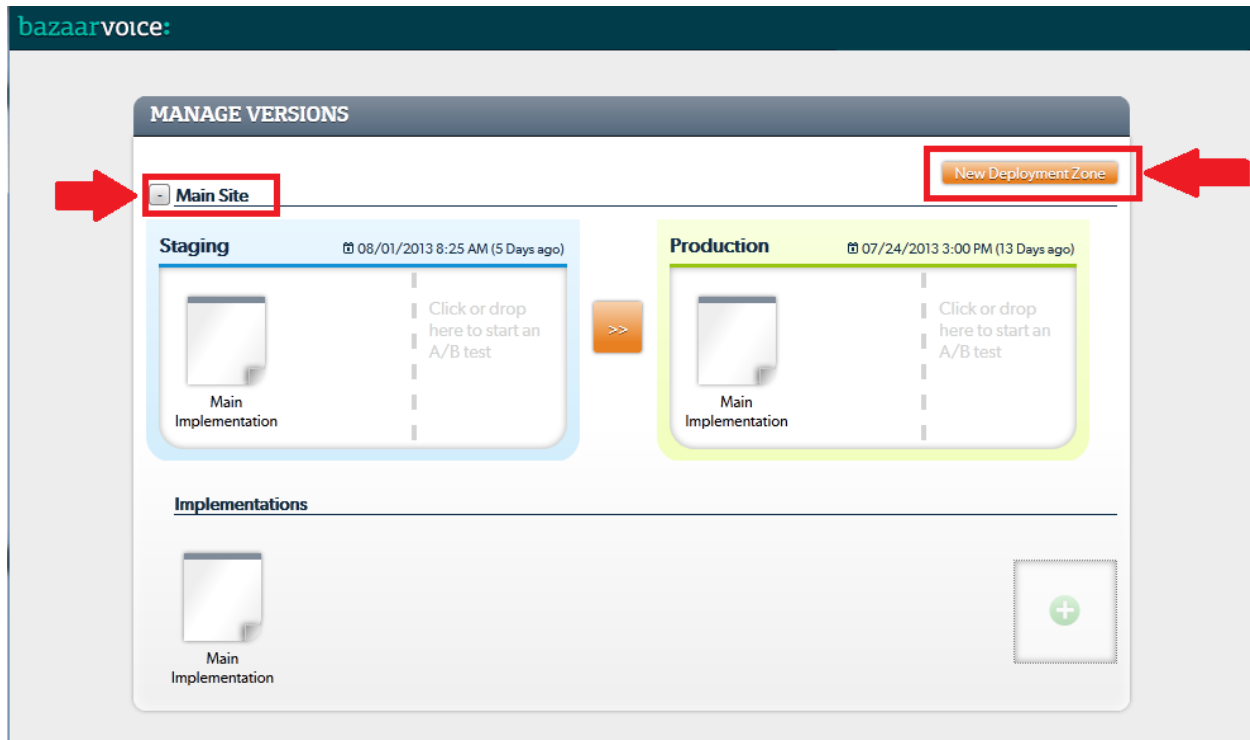 bazaarvoice:
MANAGE VERSIONS
New Deployment Zone
- Main Site
Staging
08/01/2013 8:25 AM (5 Days ago)
Production
07/24/2013 3:00 PM (13 Days ago)
Click or drop
here to start an
A/B test
Main
Implementation
>>
Click or drop
here to start an
A/B test
Main
Implementation
Implementations
Main
Implementation